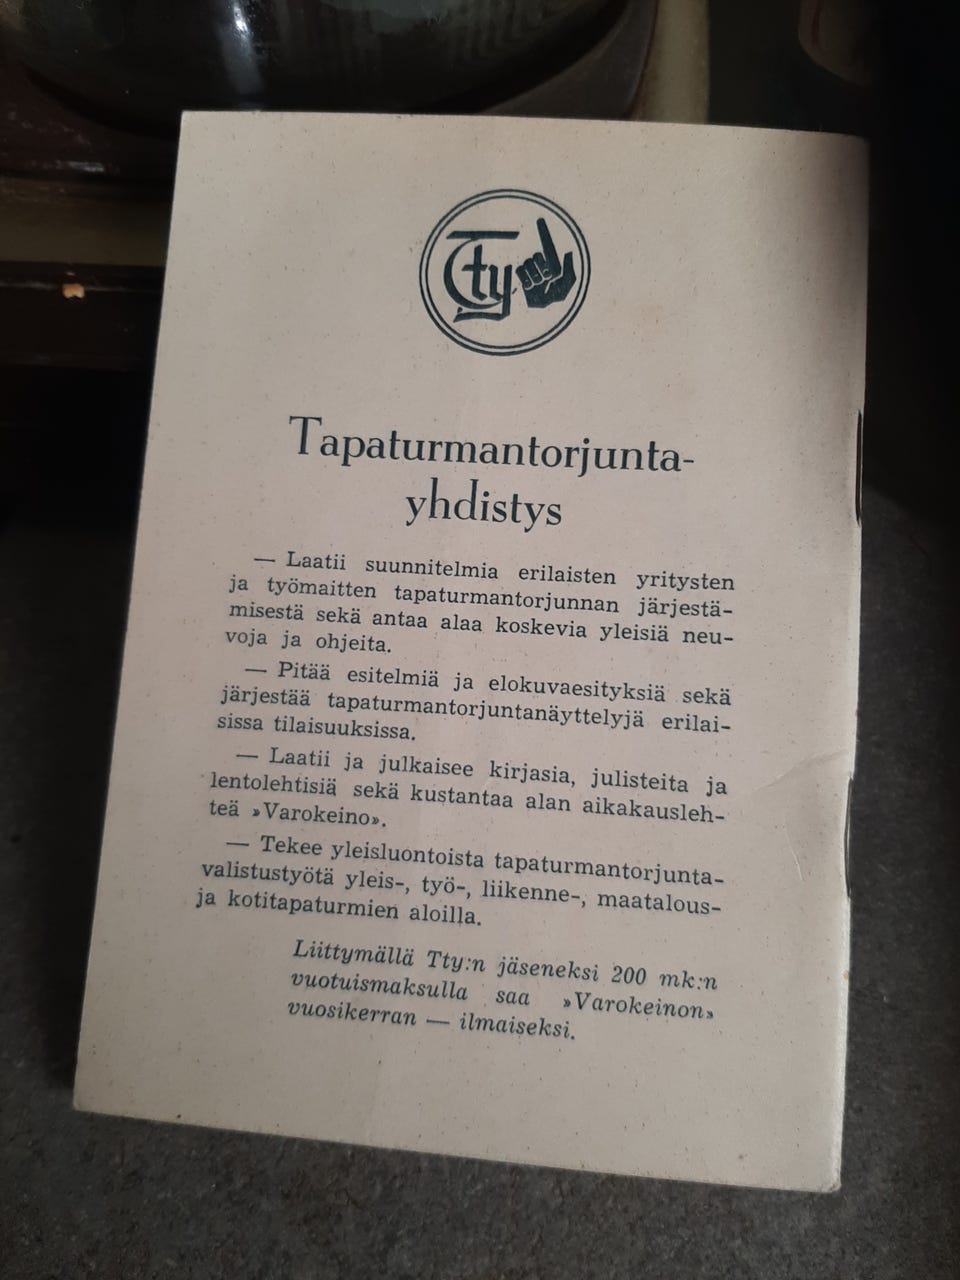 Tty
Tapaturmantorjunta-
yhdistys
— Laatii suunnitelmia erilaisten yritysten
ja työmaitten tapaturmantorjunnan järjestä-
misestä sekä antaa alaa koskevia yleisiä neu-
voja ja ohjeita.
— Pitää esitelmiä ja elokuvaesityksiä sekä
järjestää tapaturmantorjuntanäyttelyjä erilai-
sissa tilaisuuksissa.
— Laatii ja julkaisee kirjasia, julisteita ja
lentolehtisiä sekä kustantaa alan aikakausleh-
teä »Varokeino».
— Tekee yleisluontoista tapaturmantorjunta-
valistustyötä yleis-, työ-, liikenne-, maatalous-
ja kotitapaturmien aloilla.
Liittymällä Tty:n jäseneksi 200 mk:n
vuotuismaksulla saa »Varokeinon»
vuosikerran — ilmaiseksi.